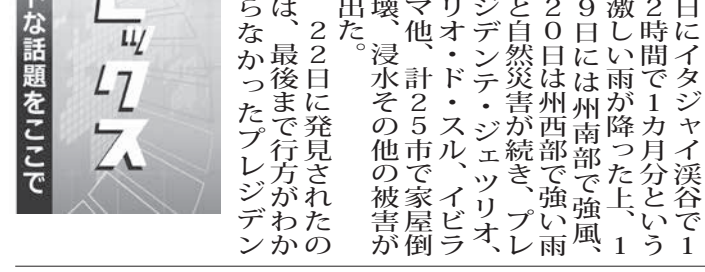 日にイタジャイ渓谷で1
2時間で1カ月分という
激しい雨が降った上、1
9日には州南部で強風、
20日は州西部で強い雨
と自然災害が続き、プレ
ジデンテ・ジェツリオ、
リオ・ド・スル、イビラ
マ他、計25市で家屋倒
壊、浸水その他の被害が
出た。
22日に発見されたの
は、最後まで行方がわか
らなかったプレジデン
ックス
な話題をここで